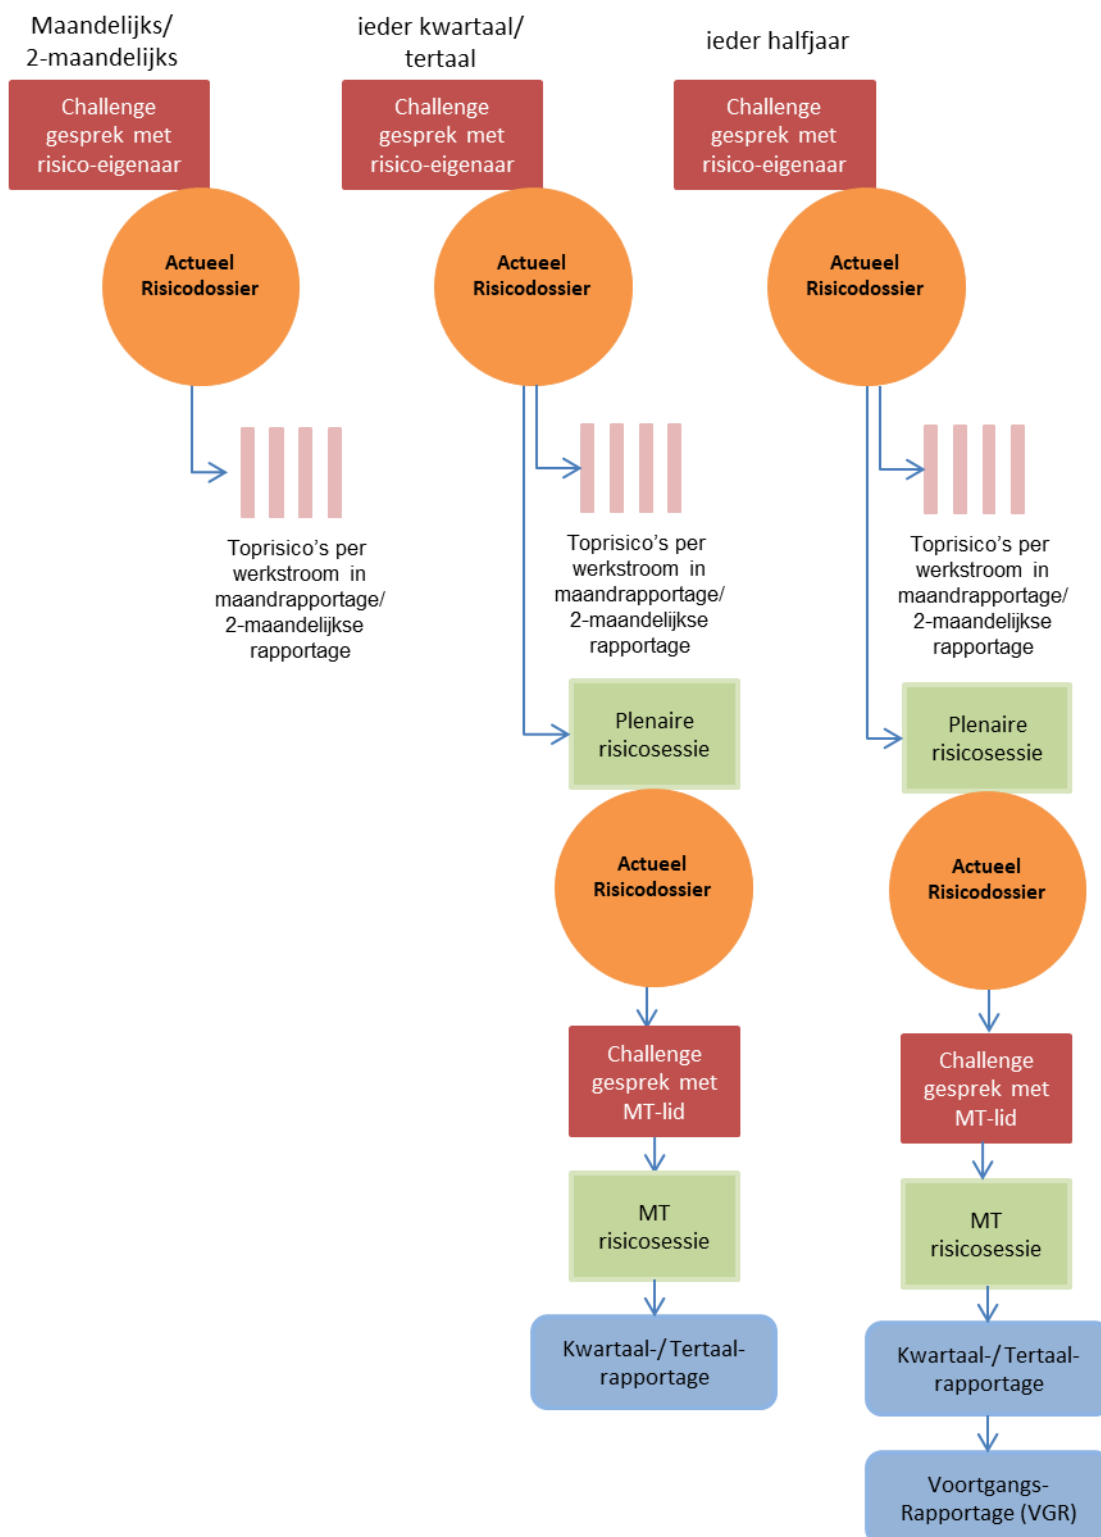 Maandelijks/
2-maandelijks
Challenge
gesprek met
risico-eigenaar
Actueel
Risicodossier
Toprisico's per
werkstroom in
maandrapportage/
2-maandelijkse
rapportage
ieder kwartaal/
tertaal
Challenge
gesprek met
risico-eigenaar
Actueel
Risicodossier
Toprisico's per
werkstroom in
maandrapportage/
2-maandelijkse
rapportage
Plenaire
risicosessie
Actueel
Risicodossier
Challenge
gesprek met
MT-lid
MT
risicosessie
Kwartaal-/Tertaal-
rapportage
ieder halfjaar
Challenge
gesprek met
risico-eigenaar
Actueel
Risicodossier
Toprisico's per
werkstroom in
maandrapportage/
2-maandelijkse
rapportage
Plenaire
risicosessie
Actueel
Risicodossier
Challenge
gesprek met
MT-lid
MT
risicosessie
Kwartaal-/Tertaal-
rapportage
Voortgangs-
Rapportage (VGR)